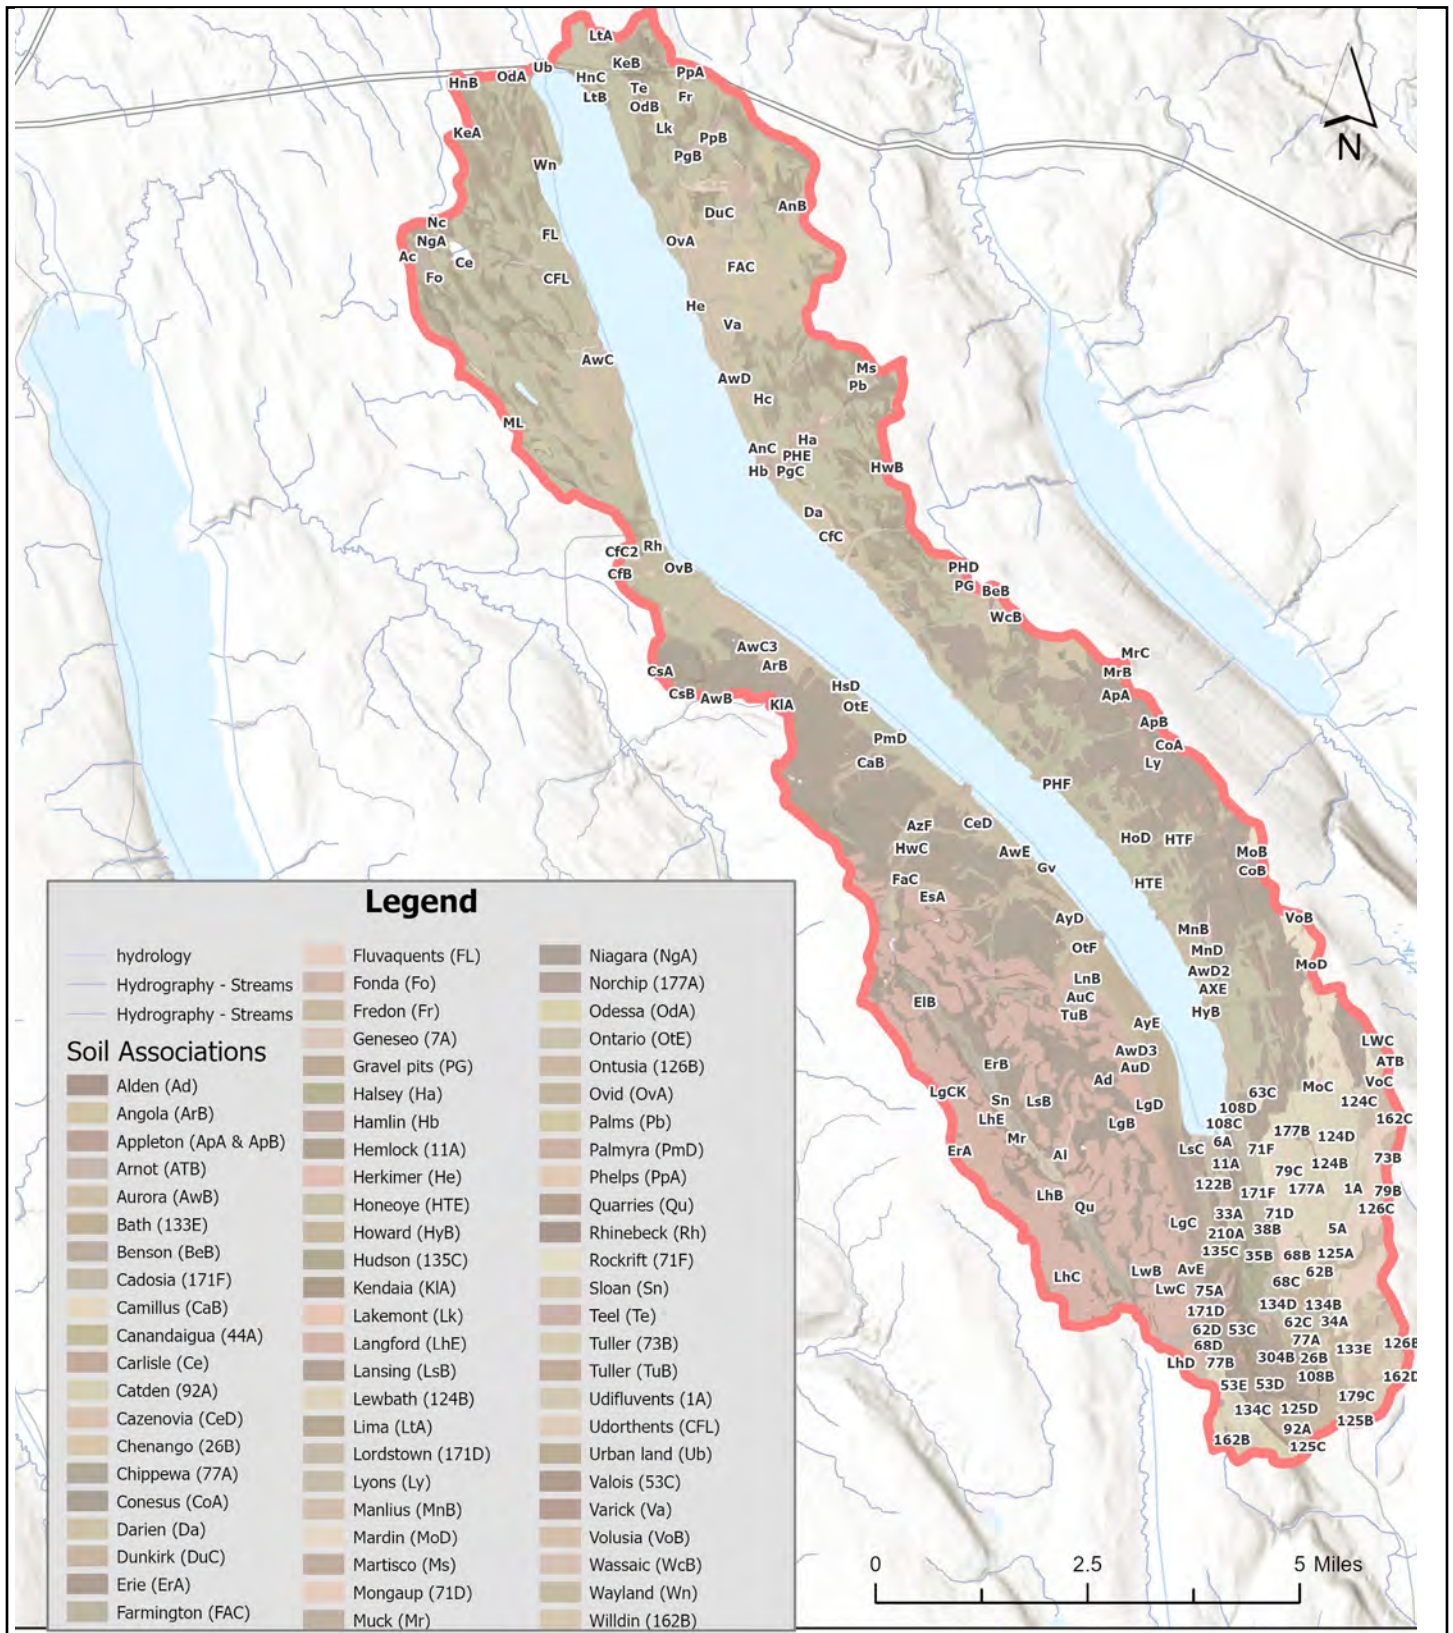 LtA
Ub
KeB
HnB
OdA
HnC
PpA
Te
LtB
Fr
OdB
KeA
Lk
PpB
PgB
Wn
AnB
DuC
Nc
FL
NgA
OvA
Ac
Ce
FAC
Fo
CFL
He
Va
AwC
Ms
AwD
Pb
Hc
ML
Ha
AnC
PHE
Hb
PgC
HwB
Da
CfC
Rh
CfC2
OvB
CfB
PHD
PG
BeB
WcB
AwC3
MrC
ArB
CsA
MrB
HsD
CsB
AwB
ApA
KlA
OtE
ApB
PmD
CoA
CaB
Ly
PHF
AzF
CeD
HoD
HTF
HwC
AwE
MoB
Gv
CoB
FaC
HTE
EsA
AyD
VoB
MnB
OtF
MnD
MoD
AwD2
LnB
AXE
ElB
AuC
TuB
HyB
AyE
LWC
AwD3
ATB
ErB
AuD
Ad
VoC
MoC
LgCK
63C
Sn
LsB
LgD
108D
124C
LhE
LgB
108C
162C
177B
Mr
6A
124D
ErA
Al
LsC
71F
73B
11A
79C
124B
122B
LhB
171F
177A
1A
79B
Qu
33A
71D
126C
LgC
210A
38B
5A
135C
35B
68B
125A
LhC
LwB
AvE
62B
LwC
75A
68C
171D
134D
134B
62C
34A
62D
53C
77A
68D
133E
126B
LhD
77B
304B
26B
108B
162D
53E
53D
179C
134C
125D
125B
92A
162B
125C
N
Legend
hydrology
Hydrography - Streams
Hydrography - Streams
Soil Associations
Alden (Ad)
Angola (ArB)
Appleton (ApA & ApB)
Arnot (ATB)
Aurora (AwB)
Bath (133E)
Benson (BeB)
Cadosia (171F)
Camillus (CaB)
Canandaigua (44A)
Carlisle (Ce)
Catden (92A)
Cazenovia (CeD)
Chenango (26B)
Chippewa (77A)
Conesus (CoA)
Darien (Da)
Dunkirk (DuC)
Erie (ErA)
Farmington (FAC)
Fluvaquents (FL)
Fonda (Fo)
Fredon (Fr)
Geneseo (7A)
Gravel pits (PG)
Halsey (Ha)
Hamlin (Hb
Hemlock (11A)
Herkimer (He)
Honeoye (HTE)
Howard (HyB)
Hudson (135C)
Kendaia (KlA)
Lakemont (Lk)
Langford (LhE)
Lansing (LsB)
Lewbath (124B)
Lima (LtA)
Lordstown (171D)
Lyons (Ly)
Manlius (MnB)
Mardin (MoD)
Martisco (Ms)
Mongaup (71D)
Muck (Mr)
Niagara (NgA)
Norchip (177A)
Odessa (OdA)
Ontario (OtE)
Ontusia (126B)
Ovid (OvA)
Palms (Pb)
Palmyra (PmD)
Phelps (PpA)
Quarries (Qu)
Rhinebeck (Rh)
Rockrift (71F)
Sloan (Sn)
Teel (Te)
Tuller (73B)
Tuller (TuB)
Udifluvents (1A)
Udorthents (CFL)
Urban land (Ub)
Valois (53C)
Varick (Va)
Volusia (VoB)
Wassaic (WcB)
Wayland (Wn)
Willdin (162B)
0 2.5 5 Miles